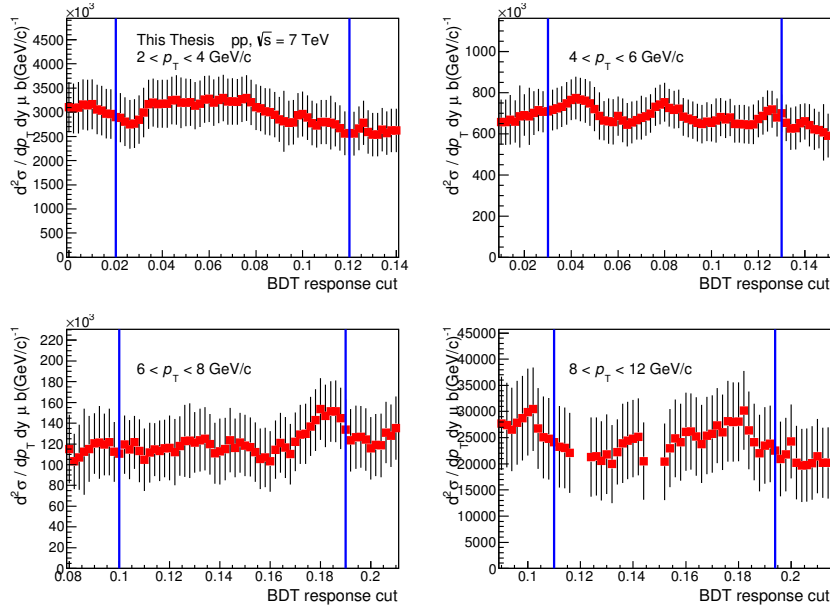 ×10³
This Thesis pp, √s = 7 TeV
2 < p_T < 4 GeV/c
d²σ / dp_T dy μ b(GeV/c)⁻¹
4500
4000
3500
3000
2500
2000
1500
1000
500
0
0 0.02 0.04 0.06 0.08 0.1 0.12 0.14
BDT response cut
×10³
4 < p_T < 6 GeV/c
d²σ / dp_T dy μ b(GeV/c)⁻¹
1000
800
600
400
200
0
0.02 0.04 0.06 0.08 0.1 0.12 0.14
BDT response cut
×10³
6 < p_T < 8 GeV/c
d²σ / dp_T dy μ b(GeV/c)⁻¹
220
200
180
160
140
120
100
80
60
40
20
0
0.08 0.1 0.12 0.14 0.16 0.18 0.2
BDT response cut
8 < p_T < 12 GeV/c
d²σ / dp_T dy μ b(GeV/c)⁻¹
45000
40000
35000
30000
25000
20000
15000
10000
5000
0
0.1 0.12 0.14 0.16 0.18 0.2
BDT response cut